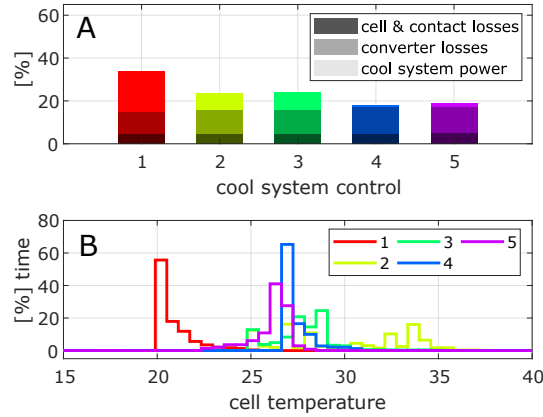 A
cell & contact losses
converter losses
cool system power
[%]
60
40
20
0
1 2 3 4 5
cool system control
B
1 3 5
2 4
[%] time
80
60
40
20
0
15 20 25 30 35 40
cell temperature